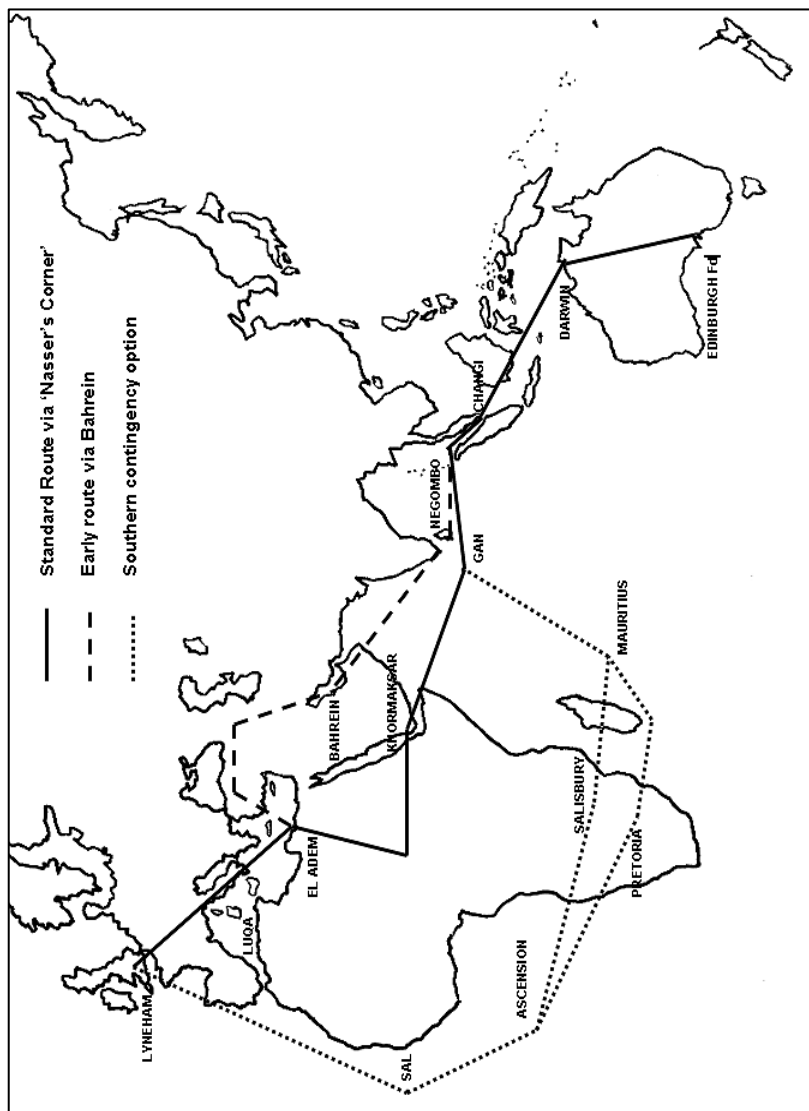 Standard Route via ‘Nasser’s Corner’
Early route via Bahrein
Southern contingency option
LYNEHAM
LUQA
EL ADEM
BAHREIN
KHORMAKSAR
NEGOMBO
GAN
CHANGI
DARWIN
EDINBURGH Fd
SAL
ASCENSION
SALISBURY
PRETORIA
MAURITIUS